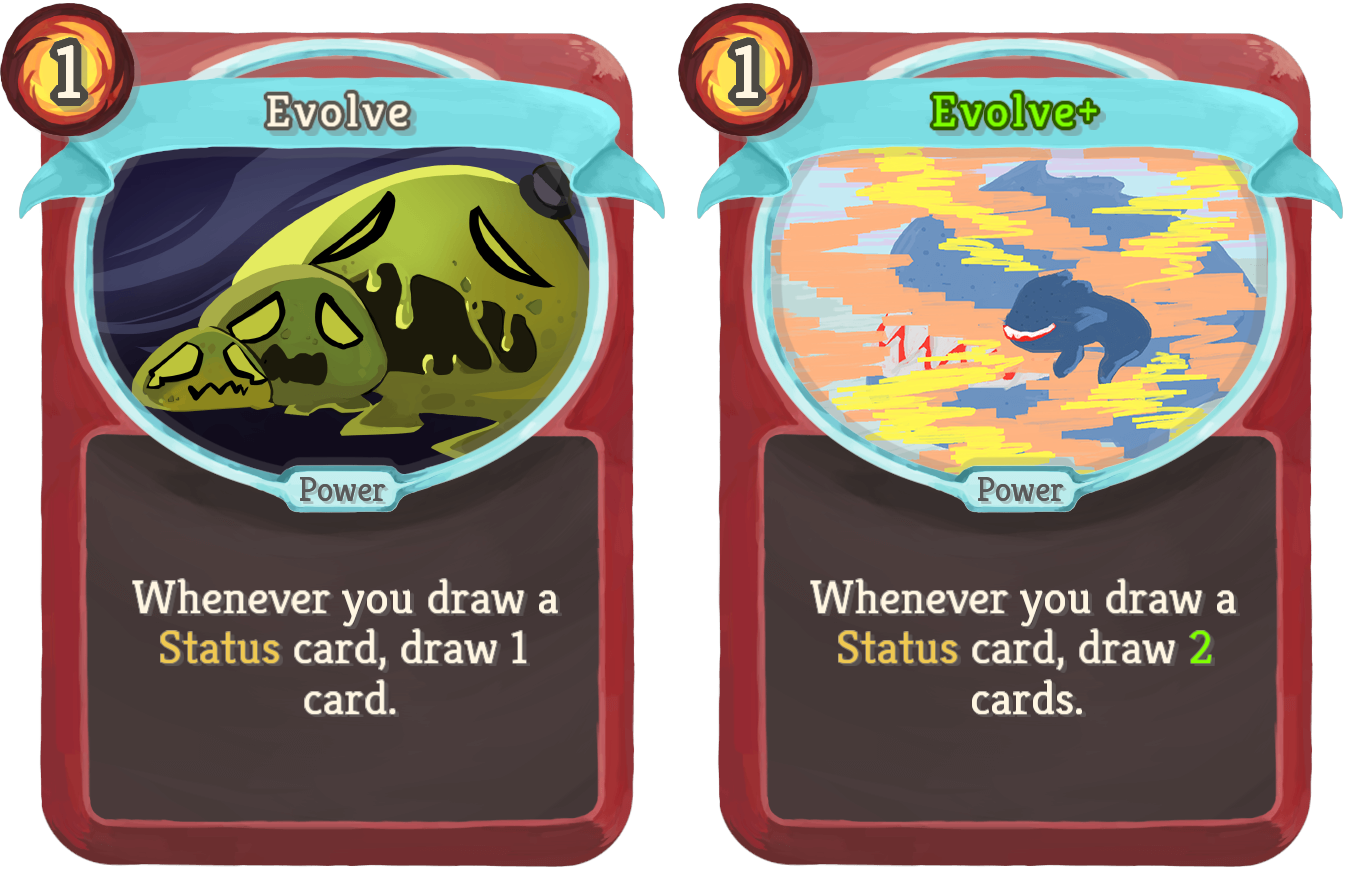 1
Evolve
Power
Whenever you draw a
Status card, draw 1
card.
1
Evolve+
Power
Whenever you draw a
Status card, draw 2
cards.